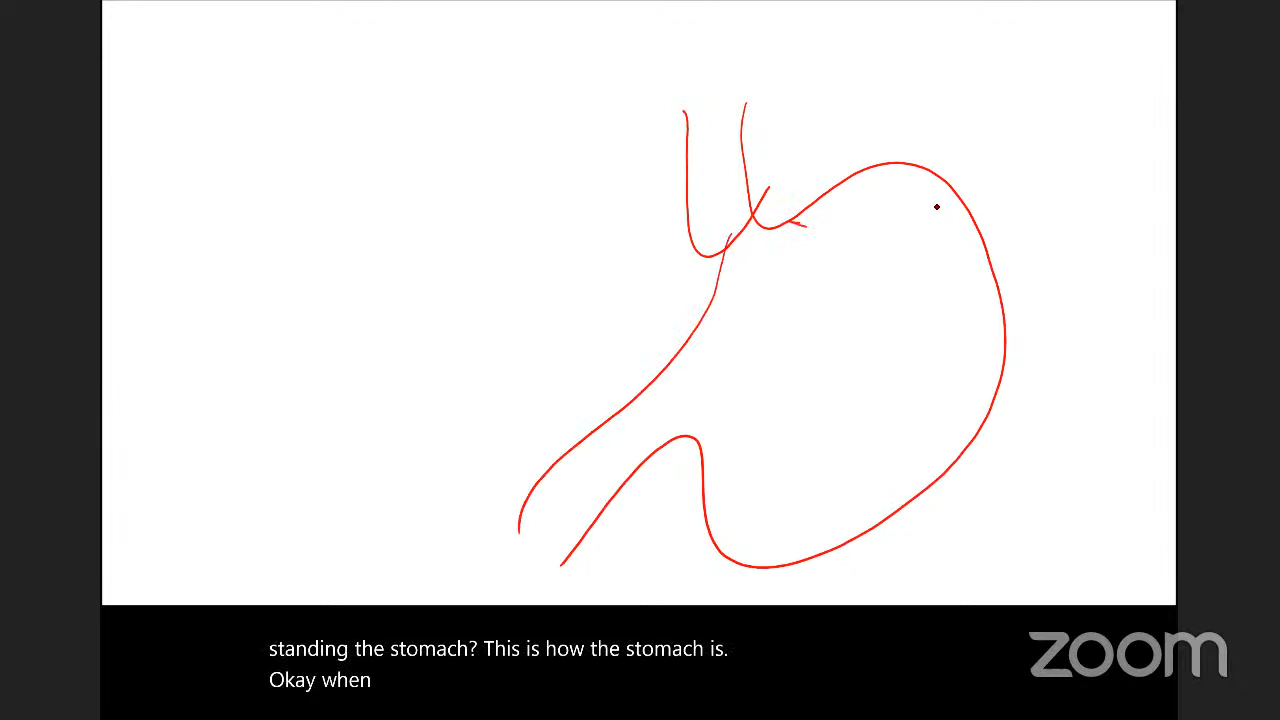 standing the stomach? This is how the stomach is.
Okay when
zoom